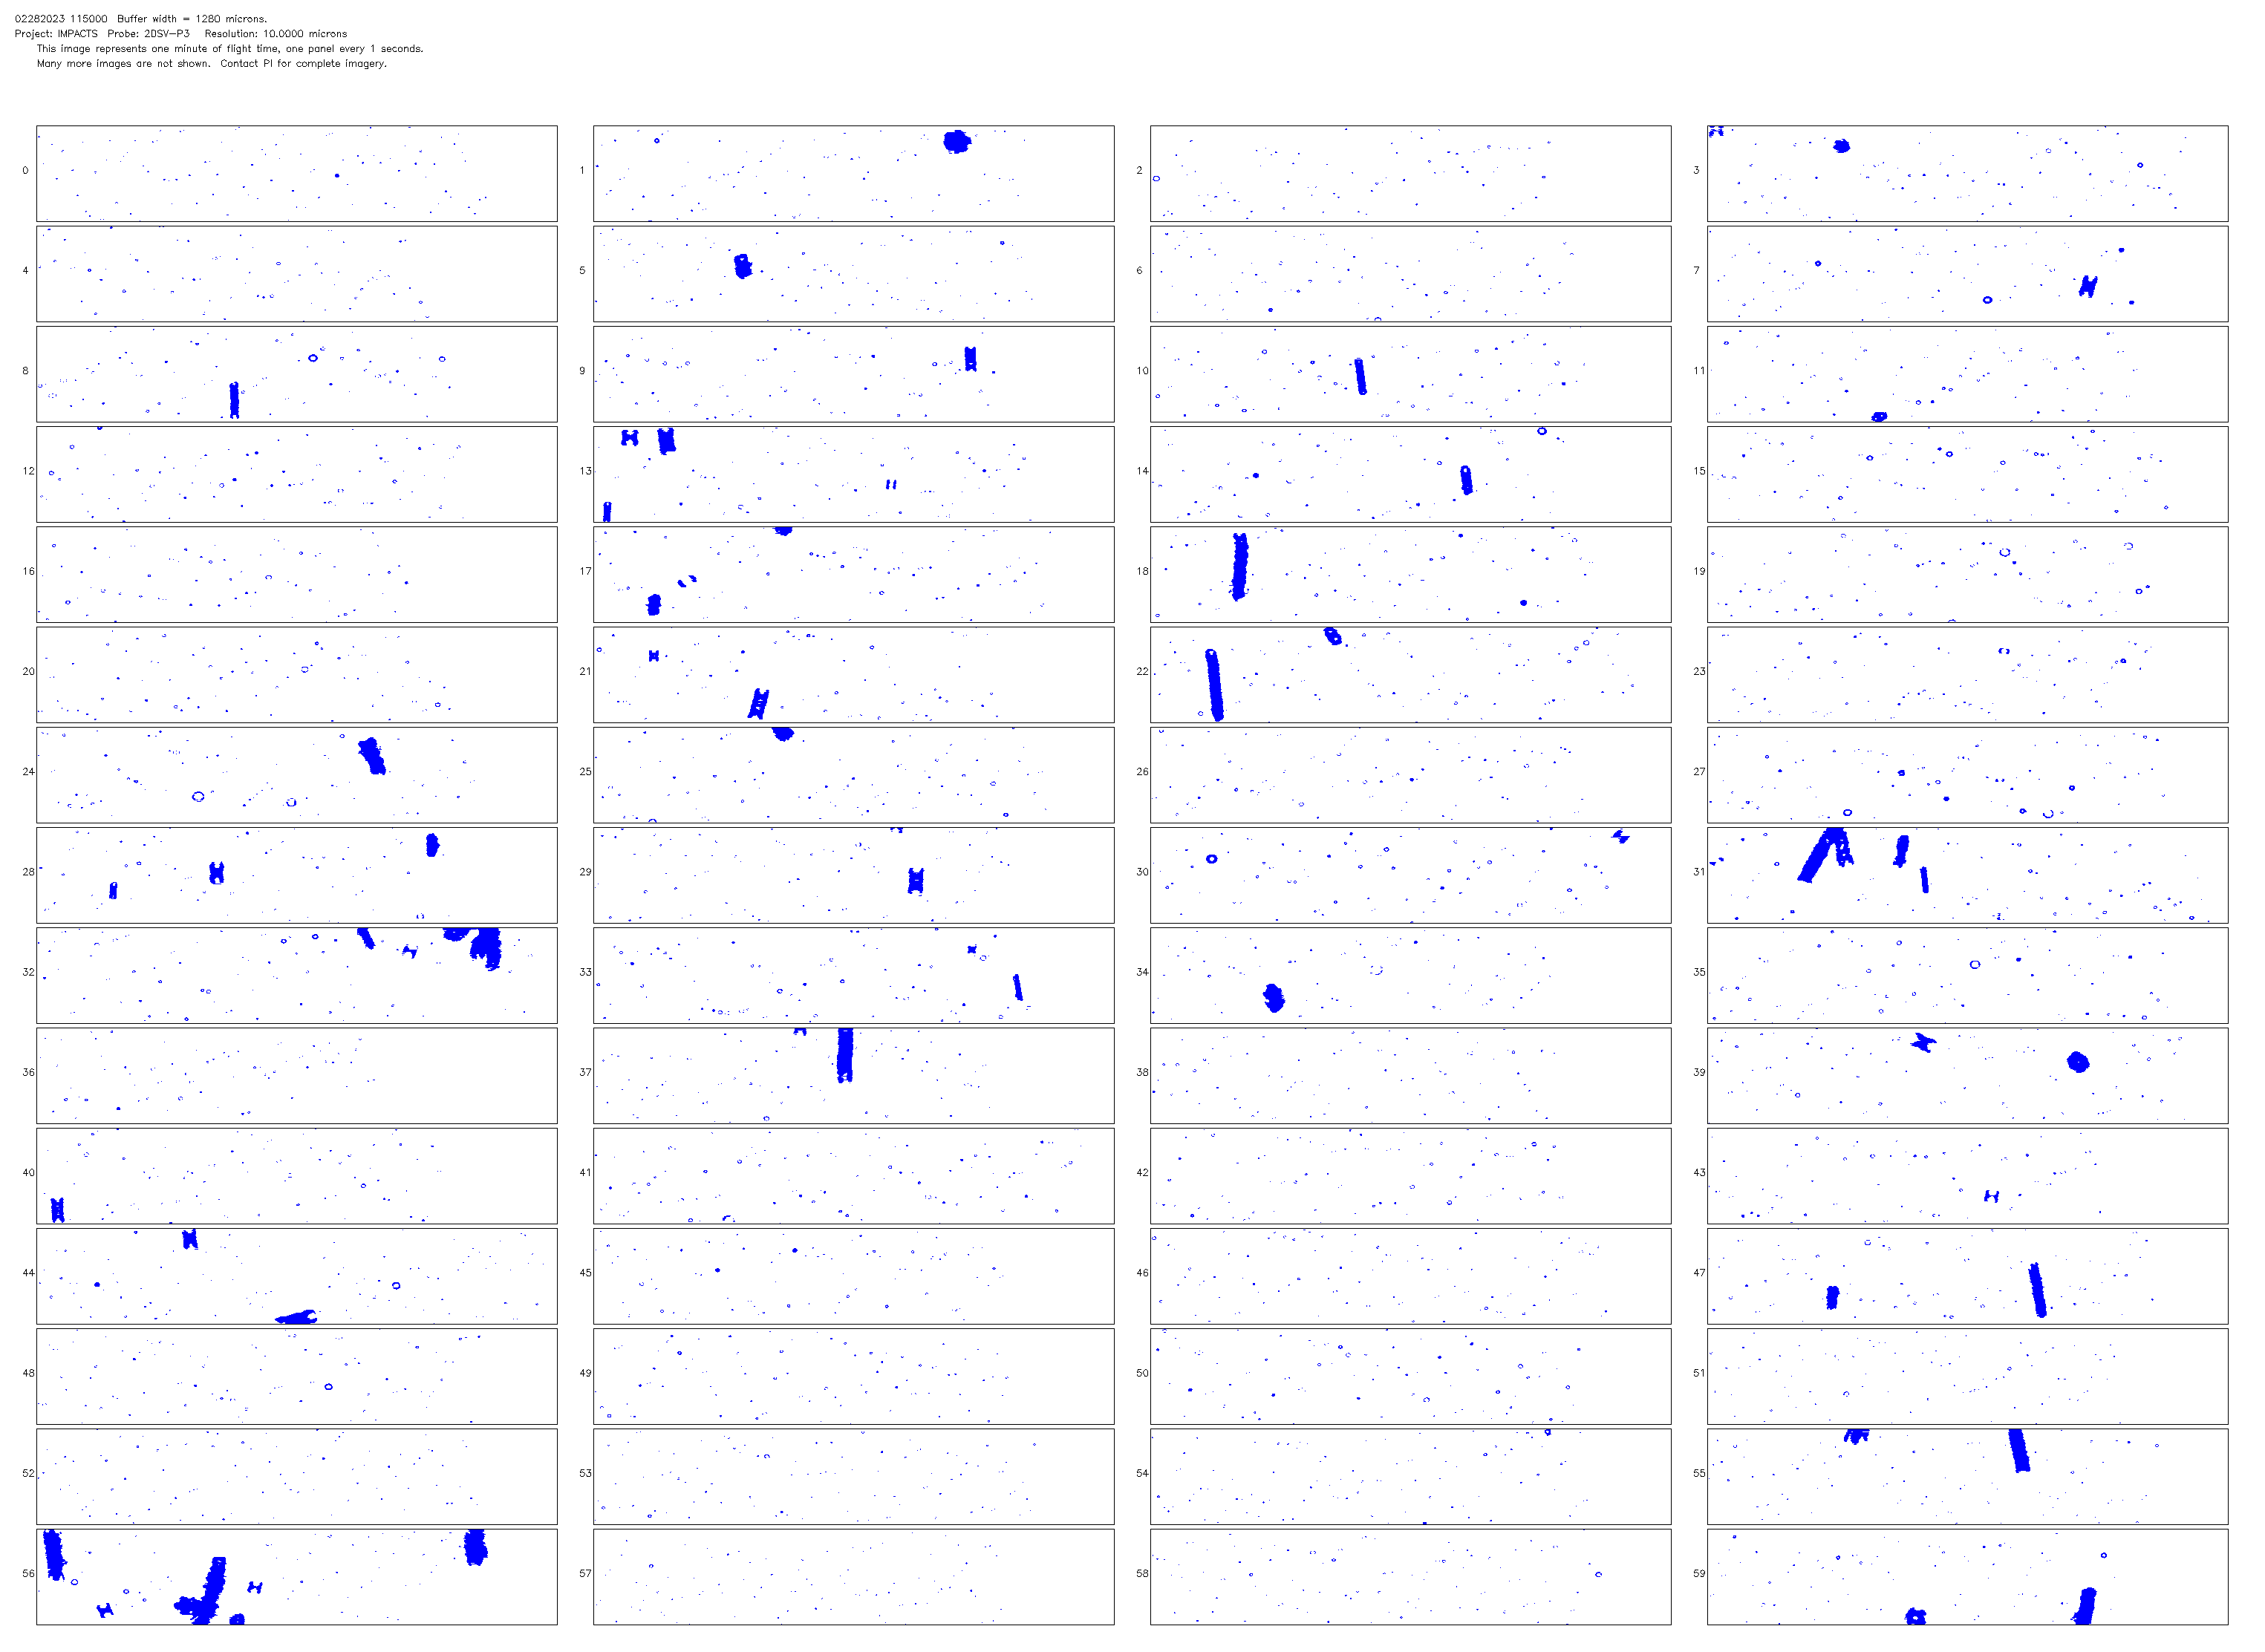 02282023 115000 Buffer width = 1280 microns.
Project: IMPACTS Probe: 2DSV-P3 Resolution: 10.0000 microns
This image represents one minute of flight time, one panel every 1 seconds.
Many more images are not shown. Contact PI for complete imagery.
0 1 2 3
4 5 6 7
8 9 10 11
12 13 14 15
16 17 18 19
20 21 22 23
24 25 26 27
28 29 30 31
32 33 34 35
36 37 38 39
40 41 42 43
44 45 46 47
48 49 50 51
52 53 54 55
56 57 58 59